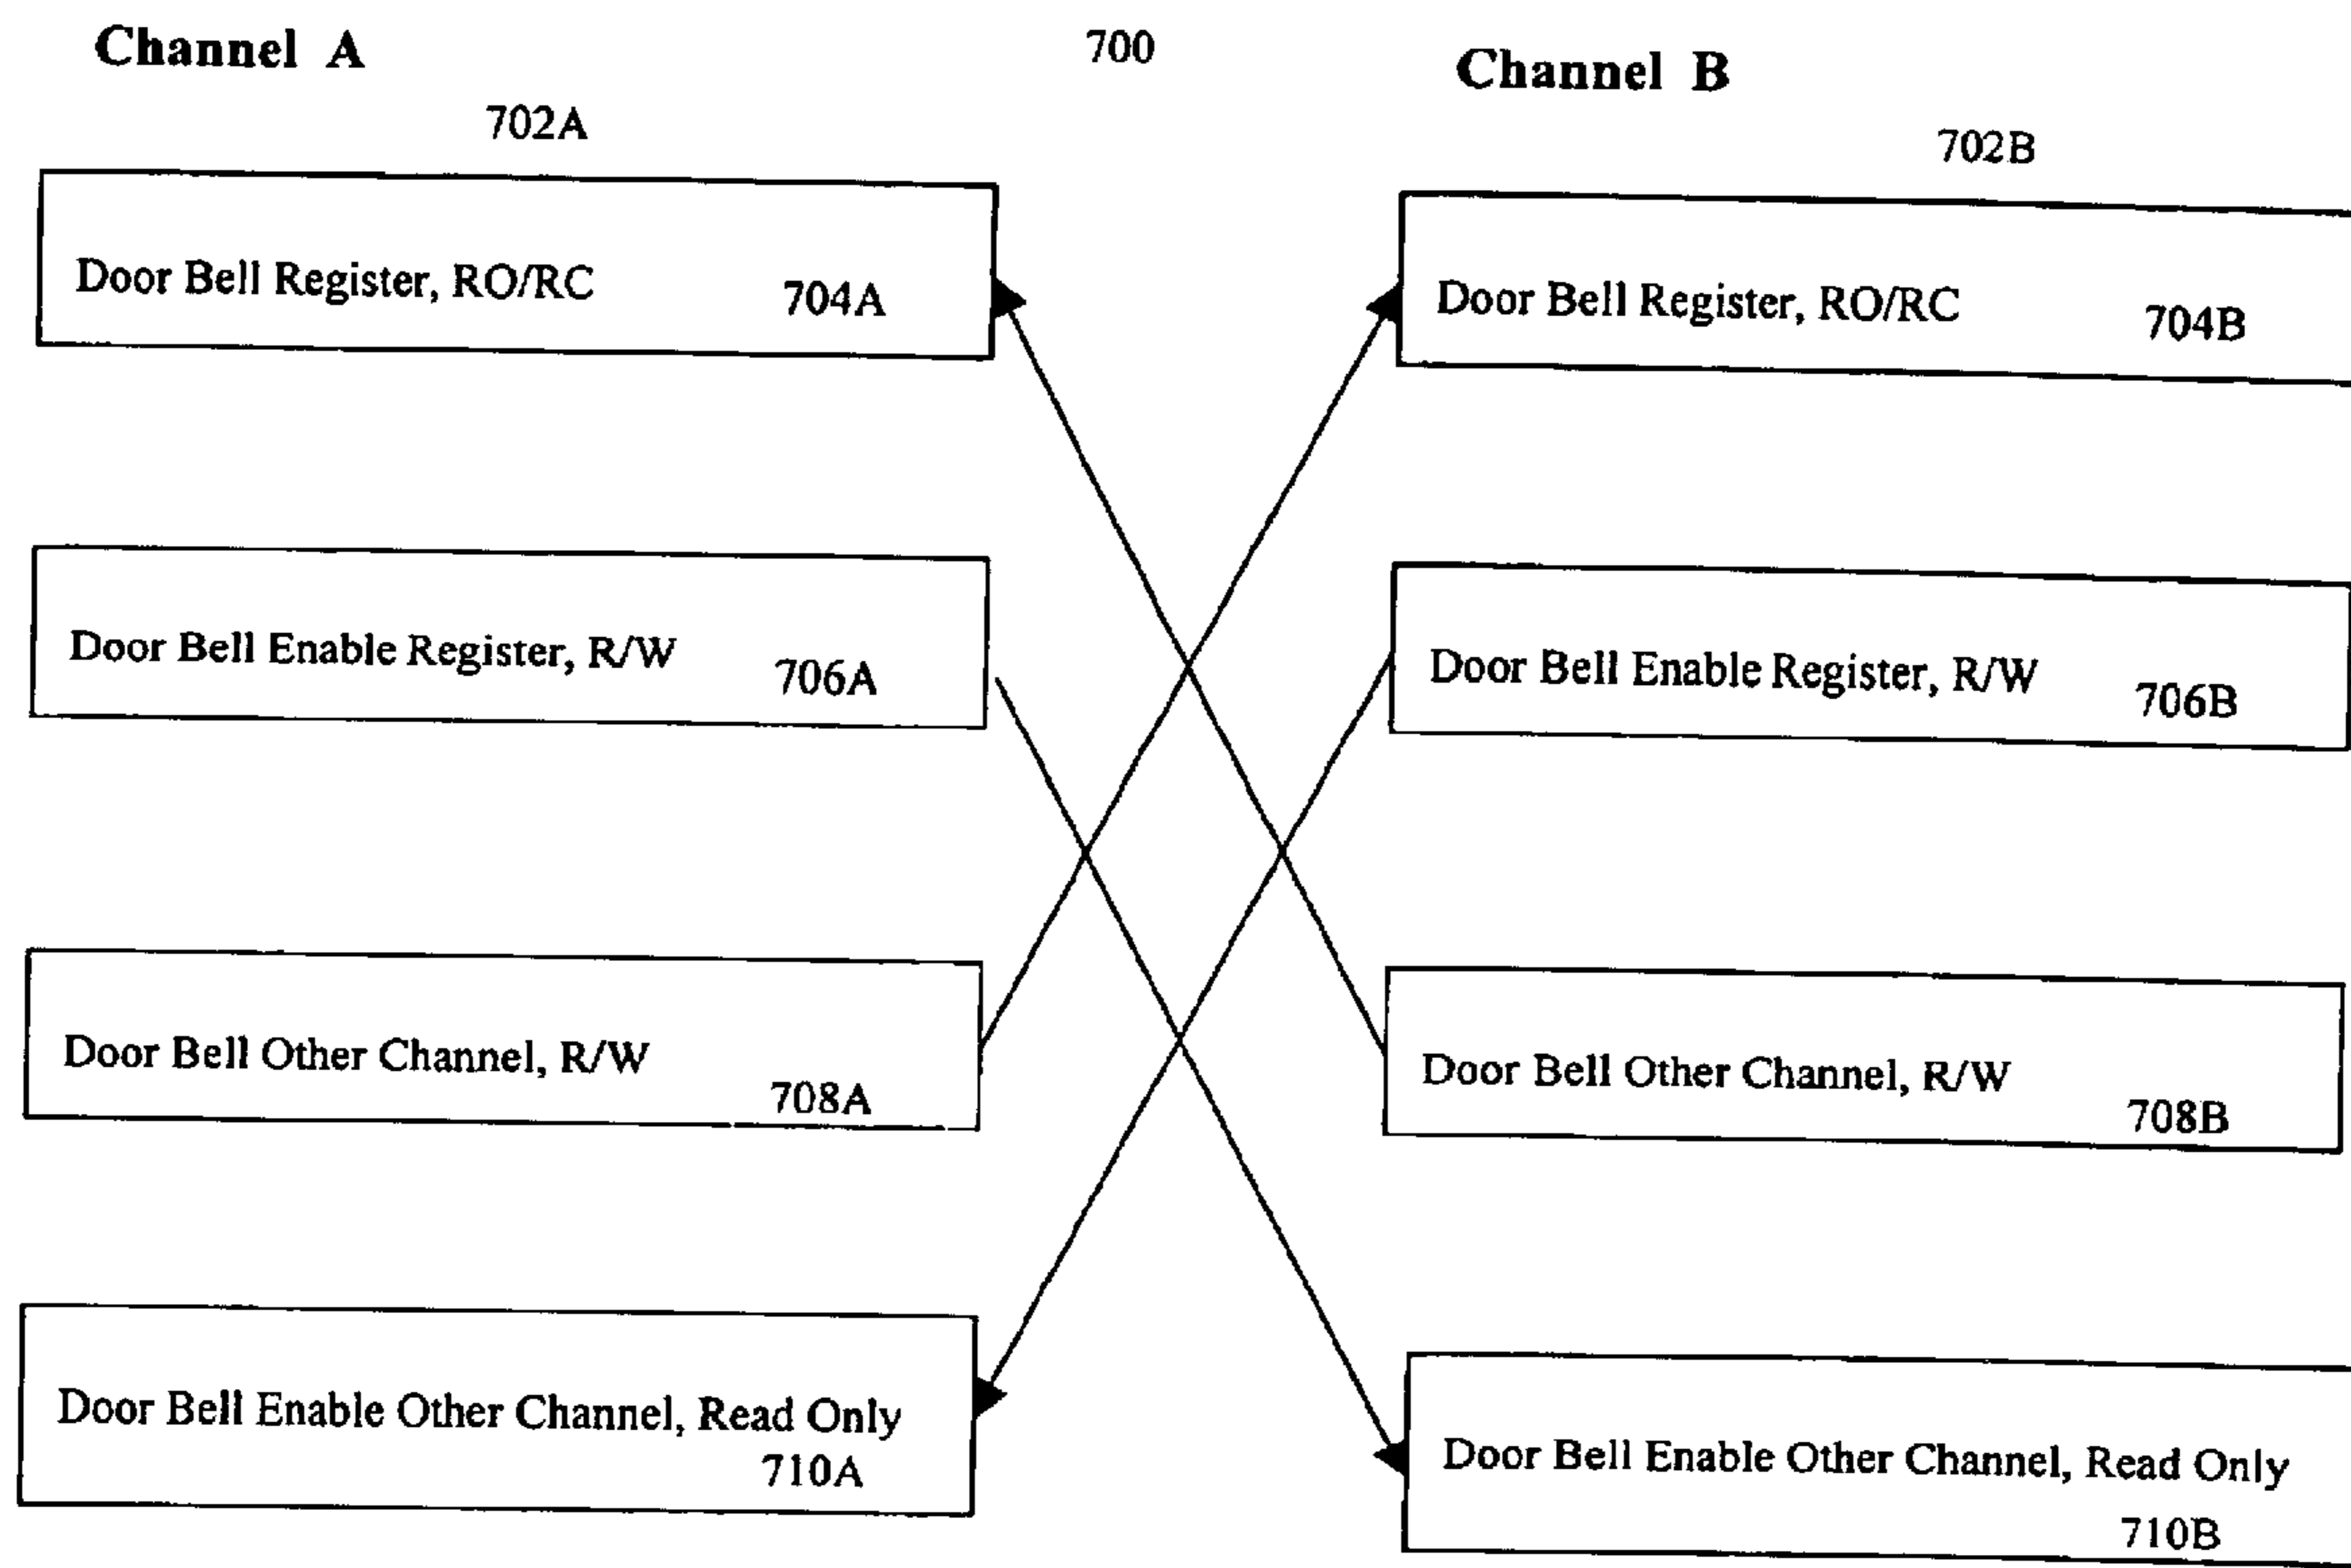 Channel A
700
Channel B
702A
702B
Door Bell Register, RO/RC
704A
Door Bell Register, RO/RC
704B
Door Bell Enable Register, R/W
706A
Door Bell Enable Register, R/W
706B
Door Bell Other Channel, R/W
708A
Door Bell Other Channel, R/W
708B
Door Bell Enable Other Channel, Read Only
710A
Door Bell Enable Other Channel, Read Only
710B